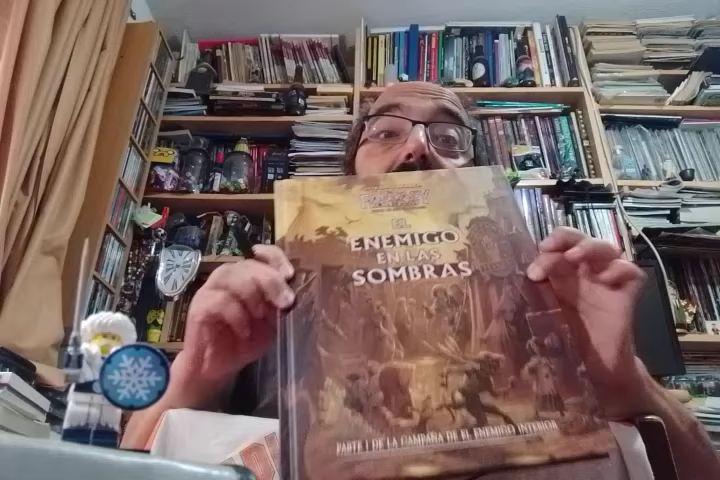 EL
ENEMIGO
EN LAS
SOMBRAS
PARTE I DE LA CAMPAÑA DE EL ENEMIGO INTERIOR